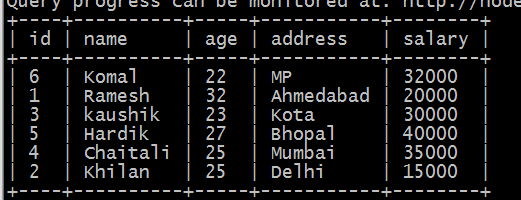 Query progress can be monitored at: http://node
+----+----------+-----+-----------+--------+
| id | name     | age | address   | salary |
+----+----------+-----+-----------+--------+
| 6  | Komal    | 22  | MP        | 32000  |
| 1  | Ramesh   | 32  | Ahmedabad | 20000  |
| 3  | kaushik  | 23  | Kota      | 30000  |
| 5  | Hardik   | 27  | Bhopal    | 40000  |
| 4  | Chaitali | 25  | Mumbai    | 35000  |
| 2  | Khilan   | 25  | Delhi     | 15000  |
+----+----------+-----+-----------+--------+